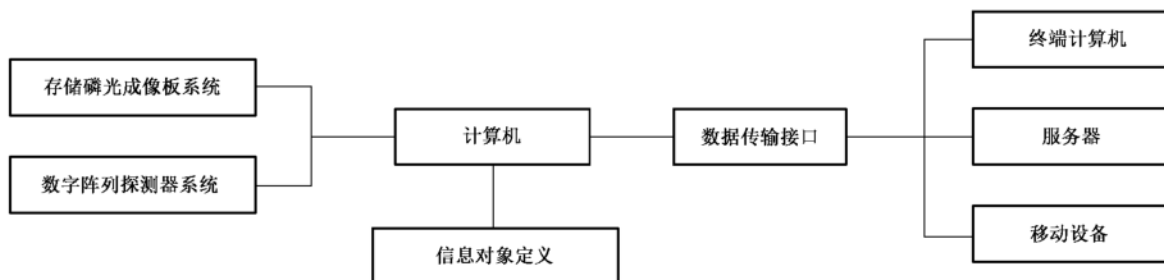 存储磷光成像板系统
数字阵列探测器系统
计算机
信息对象定义
数据传输接口
终端计算机
服务器
移动设备